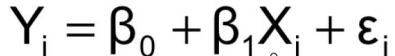 Yᵢ = β₀ + β₁Xᵢ + εᵢ